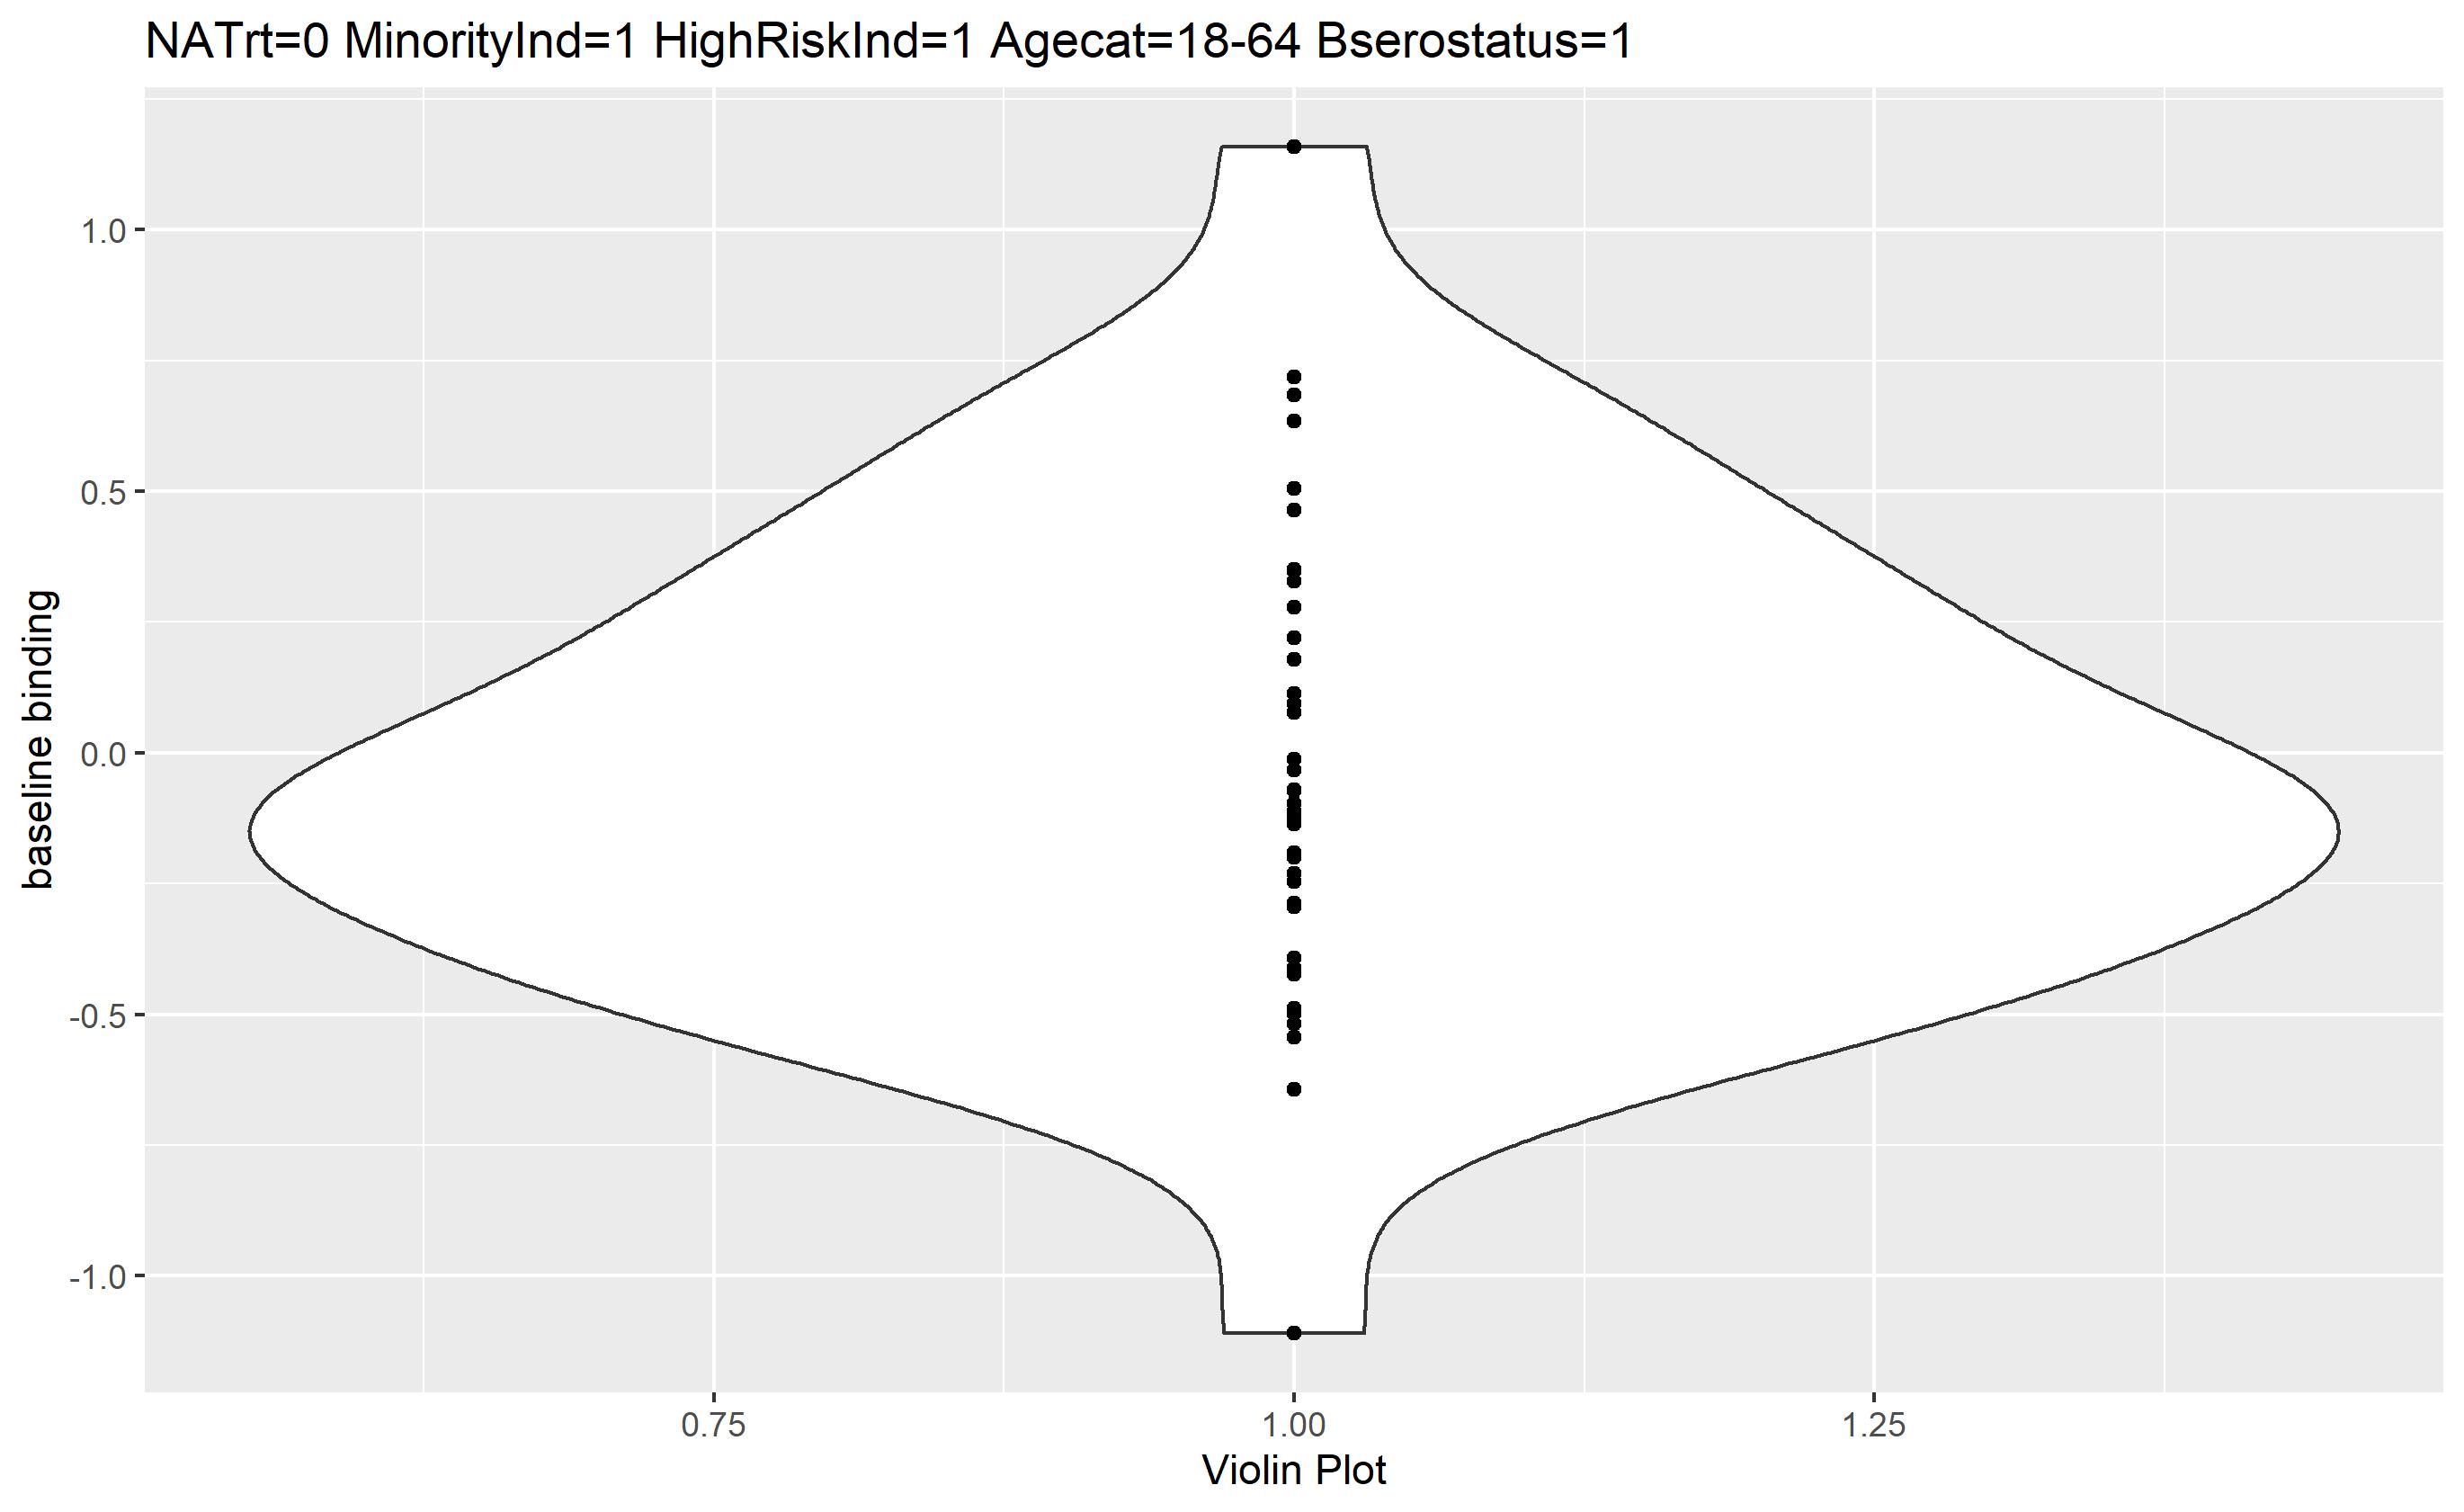 NATrt=0 MinorityInd=1 HighRiskInd=1 Agecat=18-64 Bserostatus=1
baseline binding
1.0
0.5
0.0
-0.5
-1.0
0.75 1.00 1.25
Violin Plot